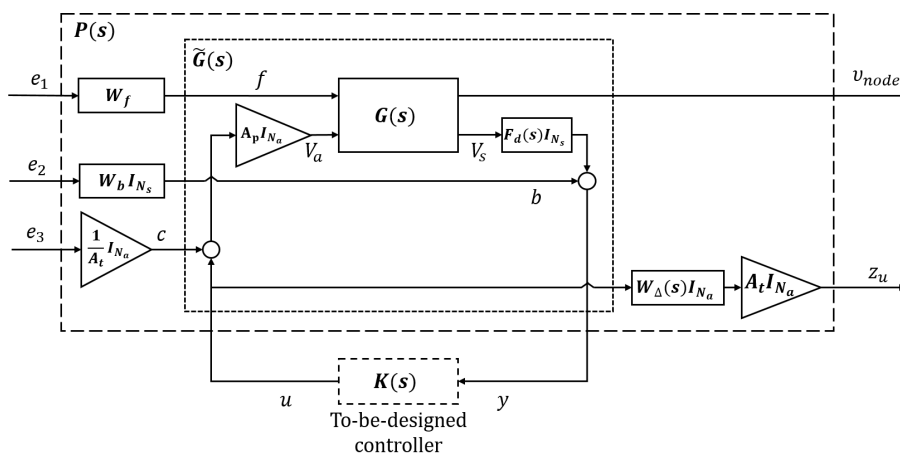 P(s)
G̃(s)
e₁
W_f
f
G(s)
υ_node
A_p I_{N_a}
V_a
V_s
F_d(s)I_{N_s}
e₂
W_b I_{N_s}
b
e₃
1/A_t I_{N_a}
c
W_Δ(s)I_{N_a}
A_t I_{N_a}
z_u
K(s)
u
y
To-be-designed
controller